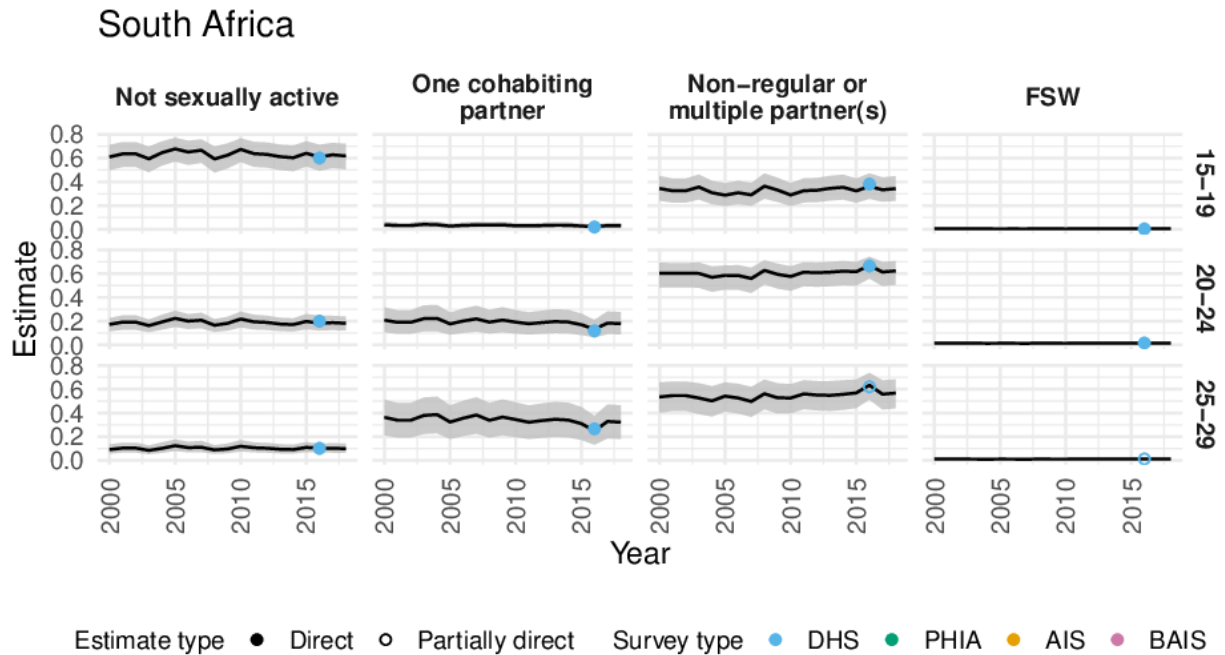 South Africa
Not sexually active
One cohabiting
partner
Non−regular or
multiple partner(s)
FSW
Estimate
0.8
0.6
0.4
0.2
0.0
15−19
0.8
0.6
0.4
0.2
0.0
20−24
0.8
0.6
0.4
0.2
0.0
25−29
2000 2005 2010 2015 2000 2005 2010 2015 2000 2005 2010 2015 2000 2005 2010 2015
Year
Estimate type Direct Partially direct Survey type DHS PHIA AIS BAIS